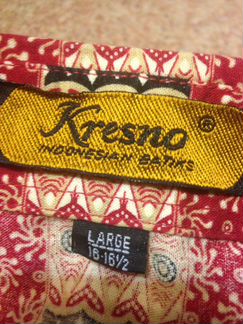 Kresno ®
INDONESIAN BATIKS
LARGE
16-16½